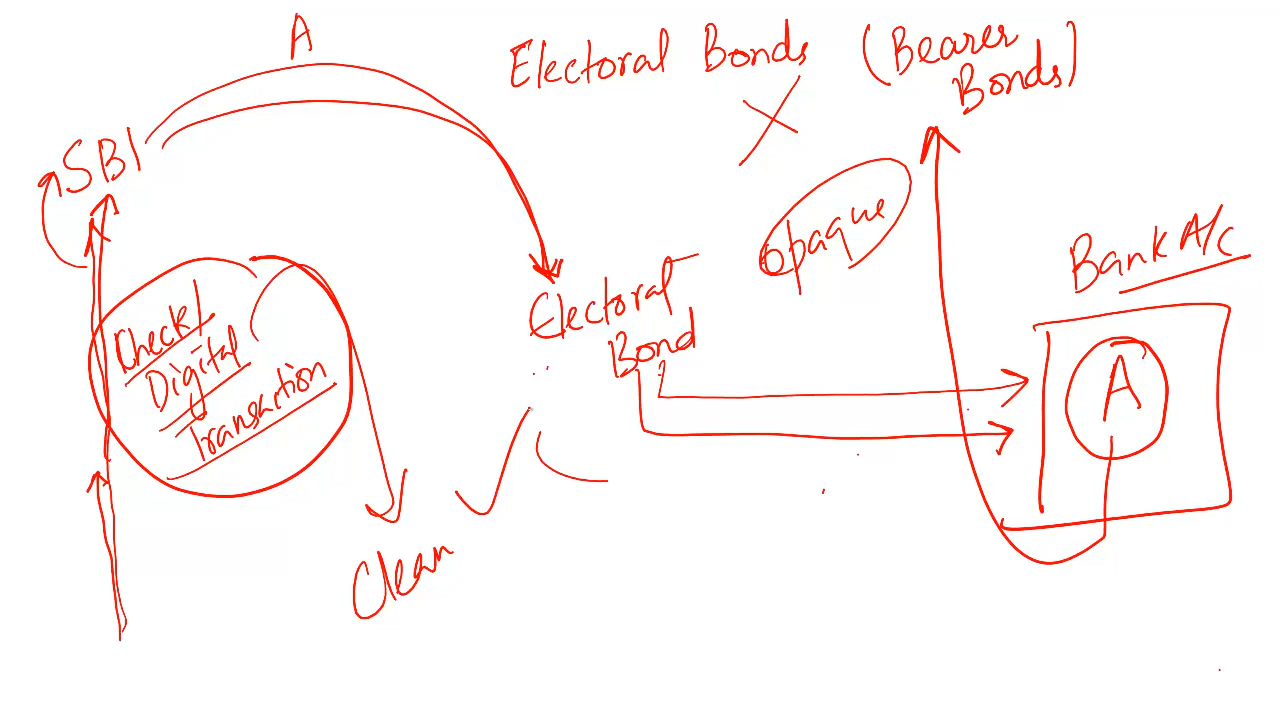 A
Electoral Bonds (Bearer
Bonds)
SBI
opaque
Bank A/c
Electoral
Bond
Check/
Digital
Transaction
A
Clean